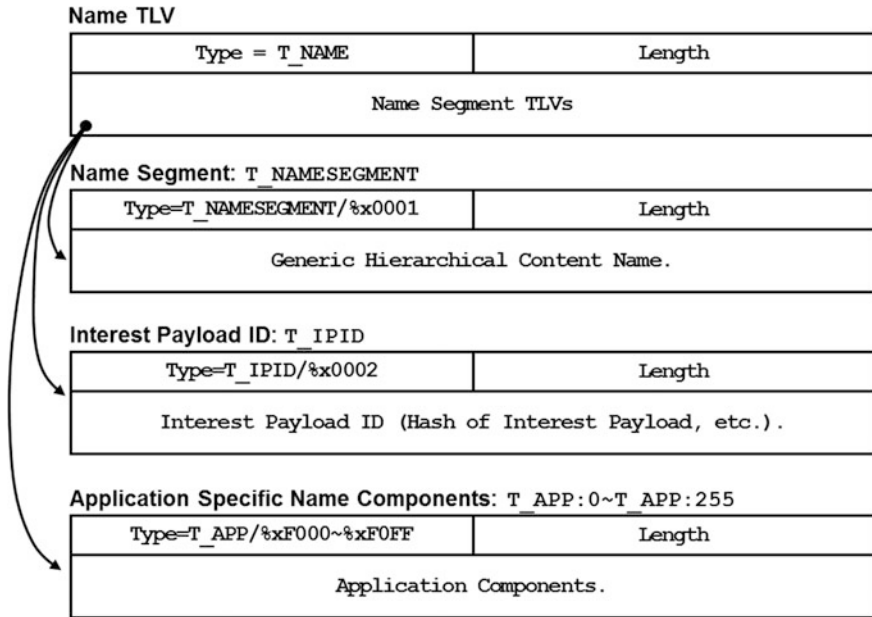 Name TLV
Type = T_NAME Length
Name Segment TLVs
Name Segment: T_NAMESEGMENT
Type=T_NAMESEGMENT/%x0001 Length
Generic Hierarchical Content Name.
Interest Payload ID: T_IPID
Type=T_IPID/%x0002 Length
Interest Payload ID (Hash of Interest Payload, etc.).
Application Specific Name Components: T_APP:0~T_APP:255
Type=T_APP/%xF000~%xF0FF Length
Application Components.